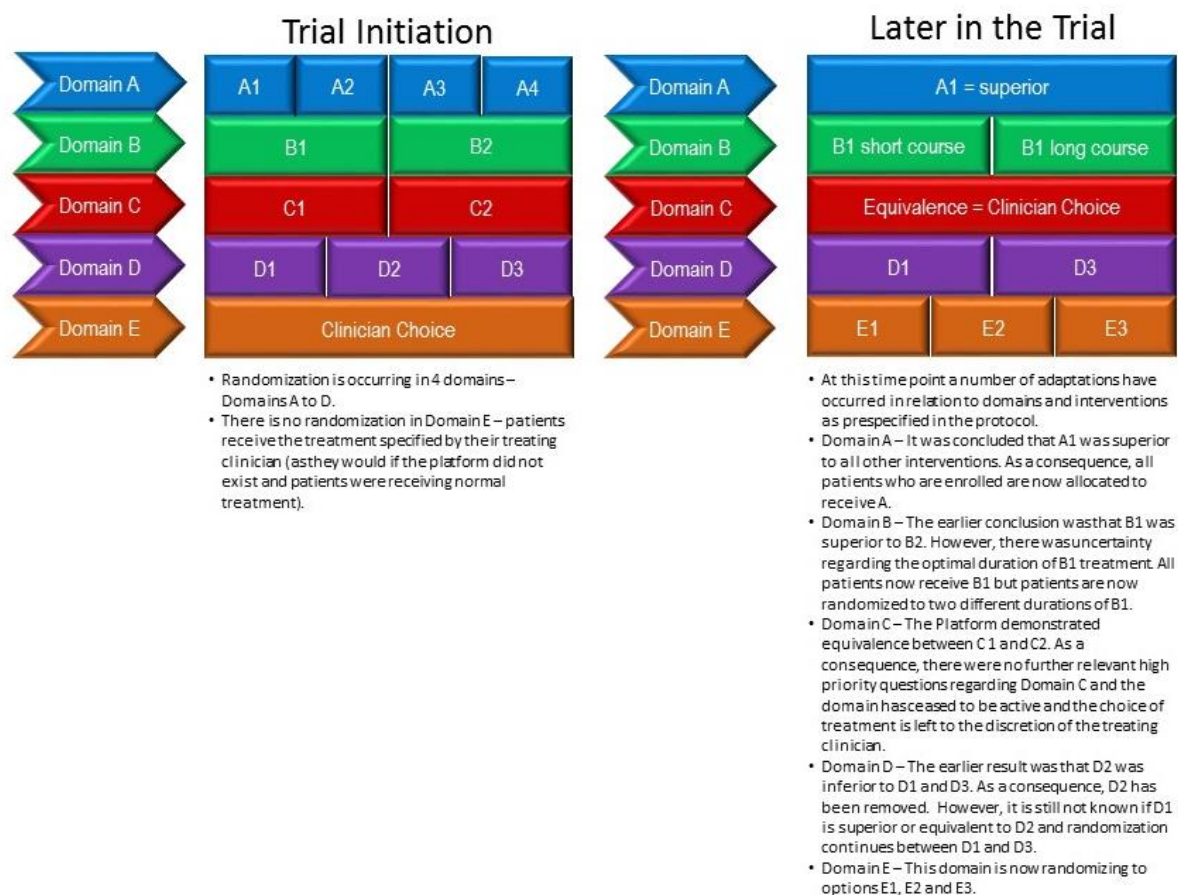 Trial Initiation
Domain A
A1
A2
A3
A4
Domain B
B1
B2
Domain C
C1
C2
Domain D
D1
D2
D3
Domain E
Clinician Choice
• Randomization is occurring in 4 domains –
Domains A to D.
• There is no randomization in Domain E – patients
receive the treatment specified by their treating
clinician (asthey would if the platform did not
exist and patients were receiving normal
treatment).
Later in the Trial
Domain A
A1 = superior
Domain B
B1 short course
B1 long course
Domain C
Equivalence = Clinician Choice
Domain D
D1
D3
Domain E
E1
E2
E3
• At this time point a number of adaptations have
occurred in relation to domains and interventions
as prespecified in the protocol.
• Domain A – It was concluded that A1 was superior
to all other interventions. As a consequence, all
patients who are enrolled are now allocated to
receive A.
• Domain B – The earlier conclusion was that B1 was
superior to B2. However, there was uncertainty
regarding the optimal duration of B1 treatment. All
patients now receive B1 but patients are now
randomized to two different durations of B1.
• Domain C – The Platform demonstrated
equivalence between C1 and C2. As a
consequence, there were no further relevant high
priority questions regarding Domain C and the
domain has ceased to be active and the choice of
treatment is left to the discretion of the treating
clinician.
• Domain D – The earlier result was that D2 was
inferior to D1 and D3. As a consequence, D2 has
been removed. However, it is still not known if D1
is superior or equivalent to D2 and randomization
continues between D1 and D3.
• Domain E – This domain is now randomizing to
options E1, E2 and E3.